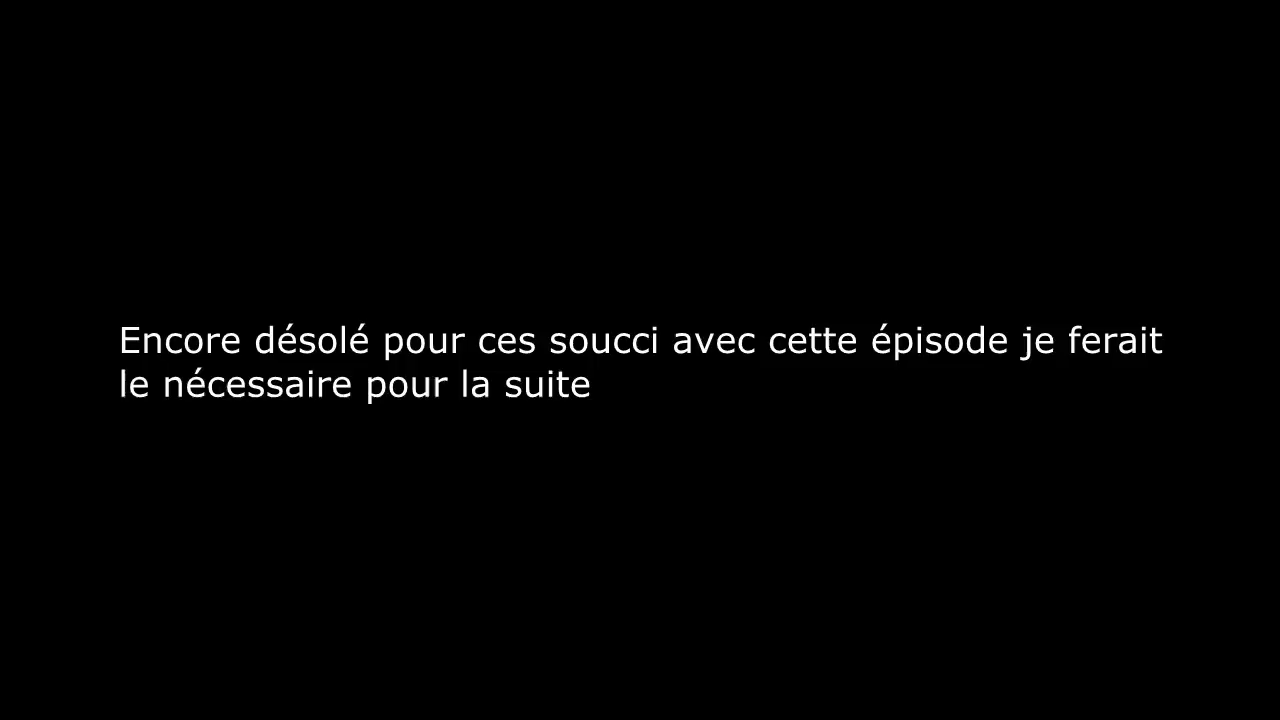 Encore désolé pour ces soucci avec cette épisode je ferait
le nécessaire pour la suite